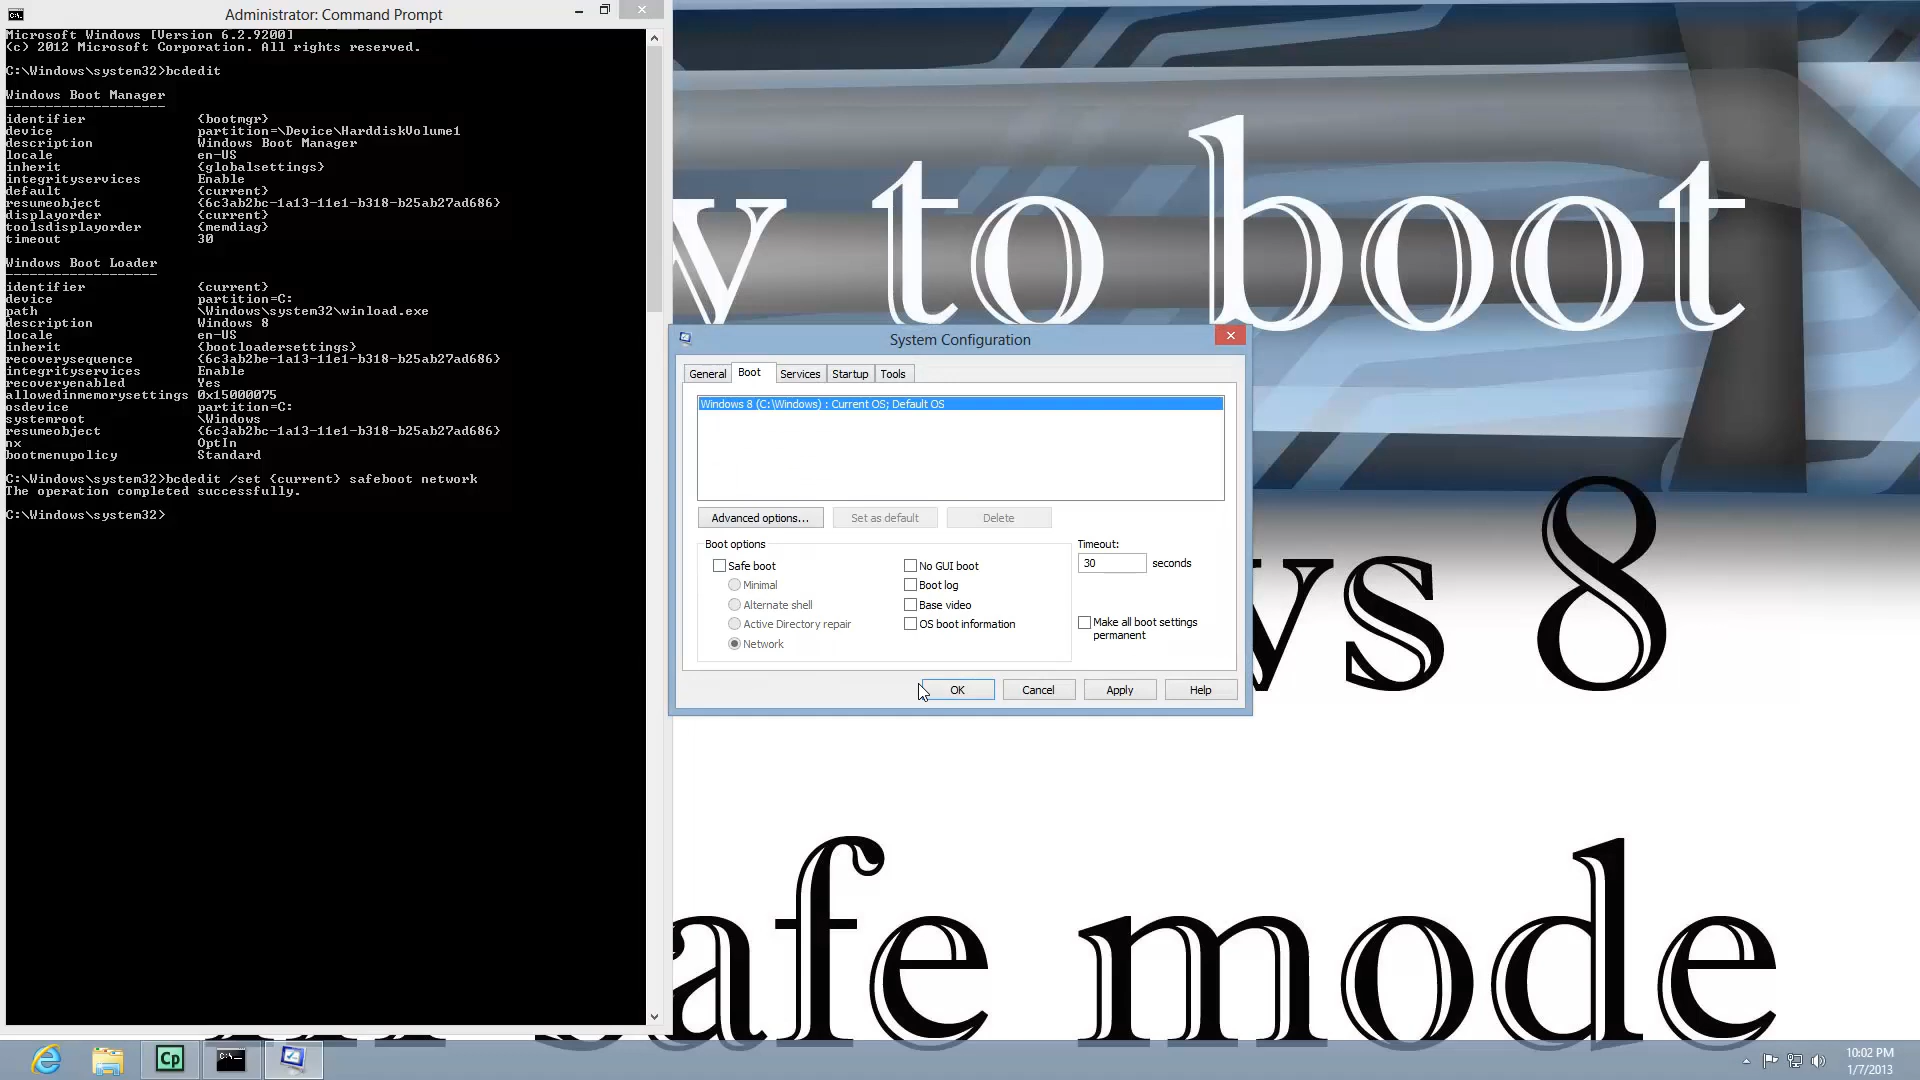 Administrator: Command Prompt
Microsoft Windows [Version 6.2.9200]
(c) 2012 Microsoft Corporation. All rights reserved.
C:\Windows\system32>bcdedit
Windows Boot Manager
--------------------
identifier {bootmgr}
device partition=\Device\HarddiskVolume1
description Windows Boot Manager
locale en-US
inherit {globalsettings}
integrityservices Enable
default {current}
resumeobject {6c3ab2bc-1a13-11e1-b318-b25ab27ad686}
displayorder {current}
toolsdisplayorder {memdiag}
timeout 30
Windows Boot Loader
-------------------
identifier {current}
device partition=C:
path \Windows\system32\winload.exe
description Windows 8
locale en-US
inherit {bootloadersettings}
recoverysequence {6c3ab2be-1a13-11e1-b318-b25ab27ad686}
integrityservices Enable
recoveryenabled Yes
allowedinmemorysettings 0x15000075
osdevice partition=C:
systemroot \Windows
resumeobject {6c3ab2bc-1a13-11e1-b318-b25ab27ad686}
nx OptIn
bootmenupolicy Standard
C:\Windows\system32>bcdedit /set {current} safeboot network
The operation completed successfully.
C:\Windows\system32>
w to boot
System Configuration
General Boot Services Startup Tools
Windows 8 (C:\Windows) : Current OS; Default OS
Advanced options... Set as default Delete
Boot options
Safe boot
Minimal
Alternate shell
Active Directory repair
Network
No GUI boot
Boot log
Base video
OS boot information
Timeout:
30 seconds
Make all boot settings
permanent
OK Cancel Apply Help
ws 8
afe mode
Cp
C:\_
10:02 PM
1/7/2013